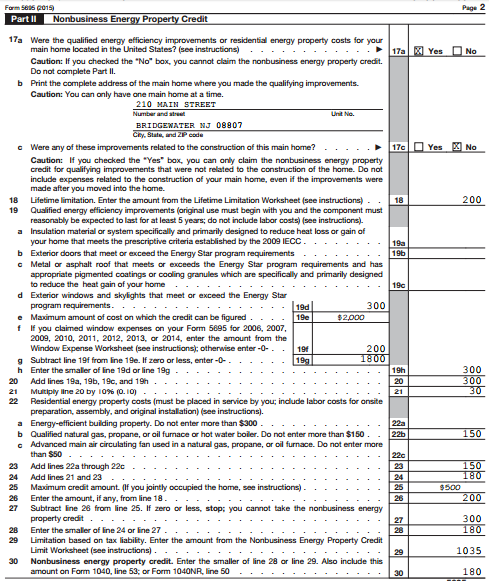 Form 5695 (2015) Page 2
Part II Nonbusiness Energy Property Credit
17a Were the qualified energy efficiency improvements or residential energy property costs for your
main home located in the United States? (see instructions) . . . . . . . . . . . ▶ 17a ☒ Yes ☐ No
Caution: If you checked the "No" box, you cannot claim the nonbusiness energy property credit.
Do not complete Part II.
b Print the complete address of the main home where you made the qualifying improvements.
Caution: You can only have one main home at a time.
210 MAIN STREET
Number and street Unit No.
BRIDGEWATER NJ 08807
City, State, and ZIP code
c Were any of these improvements related to the construction of this main home? . . . . . ▶ 17c ☐ Yes ☒ No
Caution: If you checked the "Yes" box, you can only claim the nonbusiness energy property
credit for qualifying improvements that were not related to the construction of the home. Do not
include expenses related to the construction of your main home, even if the improvements were
made after you moved into the home.
18 Lifetime limitation. Enter the amount from the Lifetime Limitation Worksheet (see instructions) . . 18 200
19 Qualified energy efficiency improvements (original use must begin with you and the component must
reasonably be expected to last for at least 5 years; do not include labor costs) (see instructions).
a Insulation material or system specifically and primarily designed to reduce heat loss or gain of
your home that meets the prescriptive criteria established by the 2009 IECC . . . . . . . . 19a
b Exterior doors that meet or exceed the Energy Star program requirements . . . . . . . . . 19b
c Metal or asphalt roof that meets or exceeds the Energy Star program requirements and has
appropriate pigmented coatings or cooling granules which are specifically and primarily designed
to reduce the heat gain of your home . . . . . . . . . . . . . . . . 19c
d Exterior windows and skylights that meet or exceed the Energy Star
program requirements. . . . . . . . . . . . . 19d 300
e Maximum amount of cost on which the credit can be figured . . . 19e $2,000
f If you claimed window expenses on your Form 5695 for 2006, 2007,
2009, 2010, 2011, 2012, 2013, or 2014, enter the amount from the
Window Expense Worksheet (see instructions); otherwise enter -0- . . 19f 200
g Subtract line 19f from line 19e. If zero or less, enter -0- . . . . . 19g 1800
h Enter the smaller of line 19d or line 19g . . . . . . . . . . . . . . . . 19h 300
20 Add lines 19a, 19b, 19c, and 19h . . . . . . . . . . . . . . . . . . 20 300
21 Multiply line 20 by 10% (0.10) . . . . . . . . . . . . . . . . . . . 21 30
22 Residential energy property costs (must be placed in service by you; include labor costs for onsite
preparation, assembly, and original installation) (see instructions).
a Energy-efficient building property. Do not enter more than $300 . . . . . . . . . . . . 22a
b Qualified natural gas, propane, or oil furnace or hot water boiler. Do not enter more than $150 . . 22b 150
c Advanced main air circulating fan used in a natural gas, propane, or oil furnace. Do not enter more
than $50 . . . . . . . . . . . . . . . . . . . . . . . . 22c
23 Add lines 22a through 22c . . . . . . . . . . . . . . . . . . . . 23 150
24 Add lines 21 and 23 . . . . . . . . . . . . . . . . . . . . . . 24 180
25 Maximum credit amount. (If you jointly occupied the home, see instructions) . . . . . . . . 25 $500
26 Enter the amount, if any, from line 18 . . . . . . . . . . . . . . . . . 26 200
27 Subtract line 26 from line 25. If zero or less, stop; you cannot take the nonbusiness energy
property credit . . . . . . . . . . . . . . . . . . . . . . . 27 300
28 Enter the smaller of line 24 or line 27 . . . . . . . . . . . . . . . . . 28 180
29 Limitation based on tax liability. Enter the amount from the Nonbusiness Energy Property Credit
Limit Worksheet (see instructions) . . . . . . . . . . . . . . . . . . 29 1035
30 Nonbusiness energy property credit. Enter the smaller of line 28 or line 29. Also include this
amount on Form 1040, line 53; or Form 1040NR, line 50 . . . . . . . . . . . . . 30 180